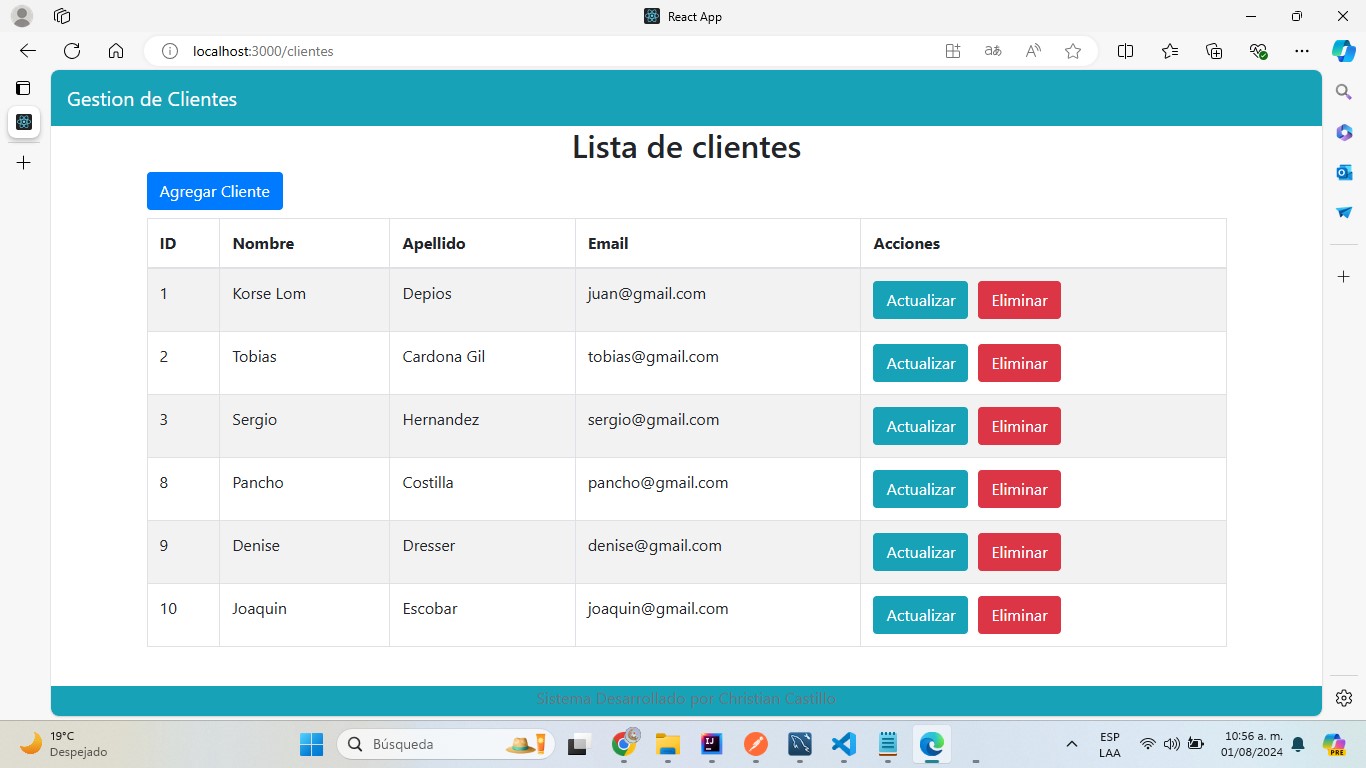 React App
localhost:3000/clientes
Gestion de Clientes
Lista de clientes
Agregar Cliente
ID Nombre Apellido Email Acciones
1 Korse Lom Depios juan@gmail.com Actualizar Eliminar
2 Tobias Cardona Gil tobias@gmail.com Actualizar Eliminar
3 Sergio Hernandez sergio@gmail.com Actualizar Eliminar
8 Pancho Costilla pancho@gmail.com Actualizar Eliminar
9 Denise Dresser denise@gmail.com Actualizar Eliminar
10 Joaquin Escobar joaquin@gmail.com Actualizar Eliminar
Sistema Desarrollado por Christian Castillo
19°C
Despejado
Búsqueda
ESP
LAA
10:56 a. m.
01/08/2024
PRE